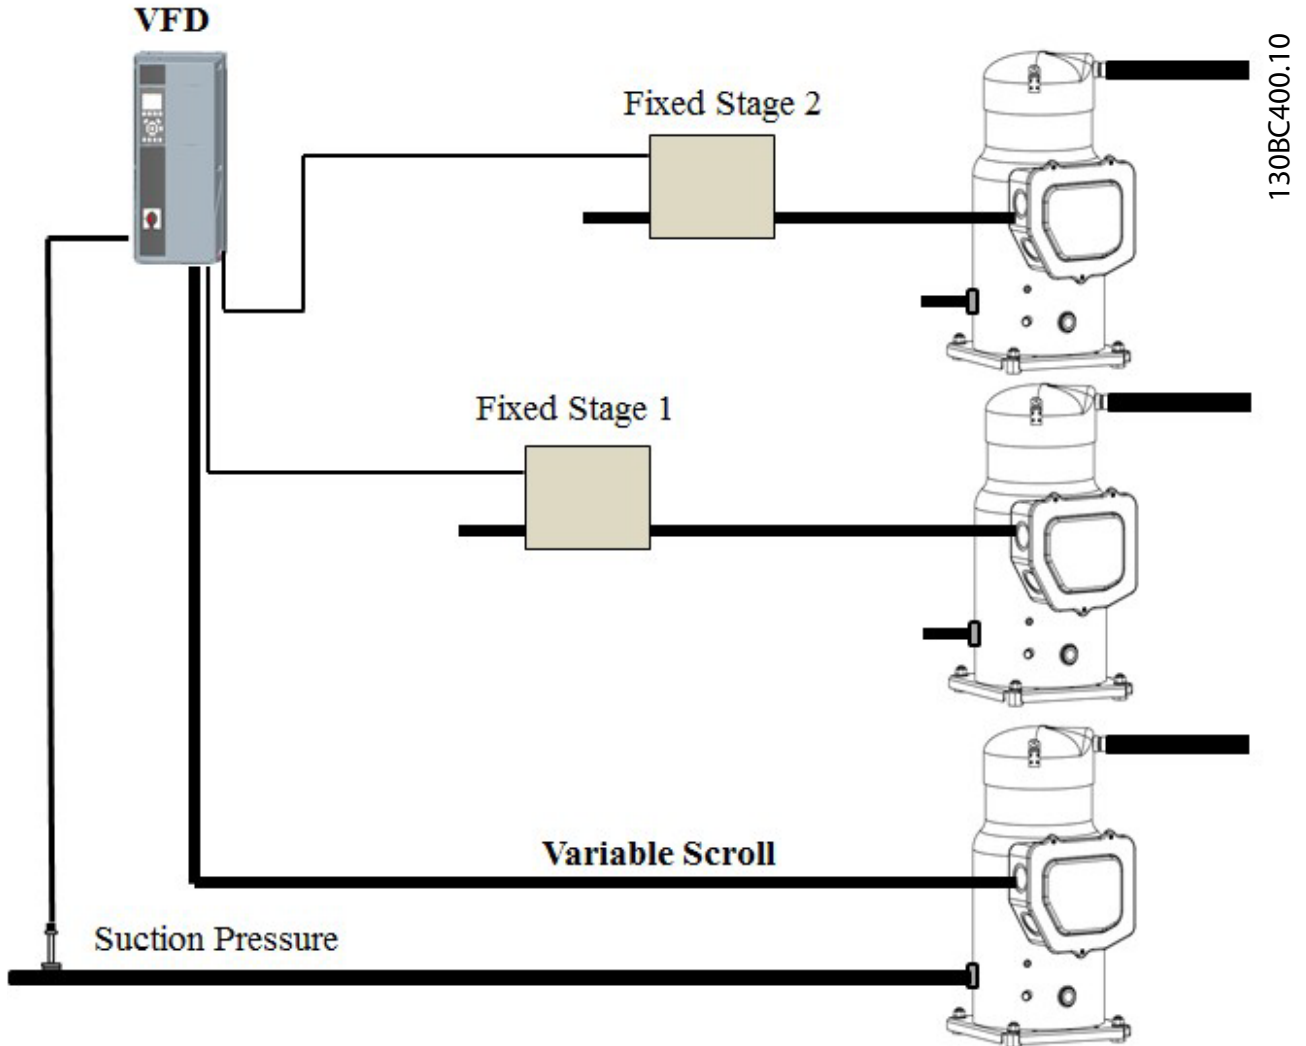 VFD
Fixed Stage 2
130BC400.10
Fixed Stage 1
Variable Scroll
Suction Pressure